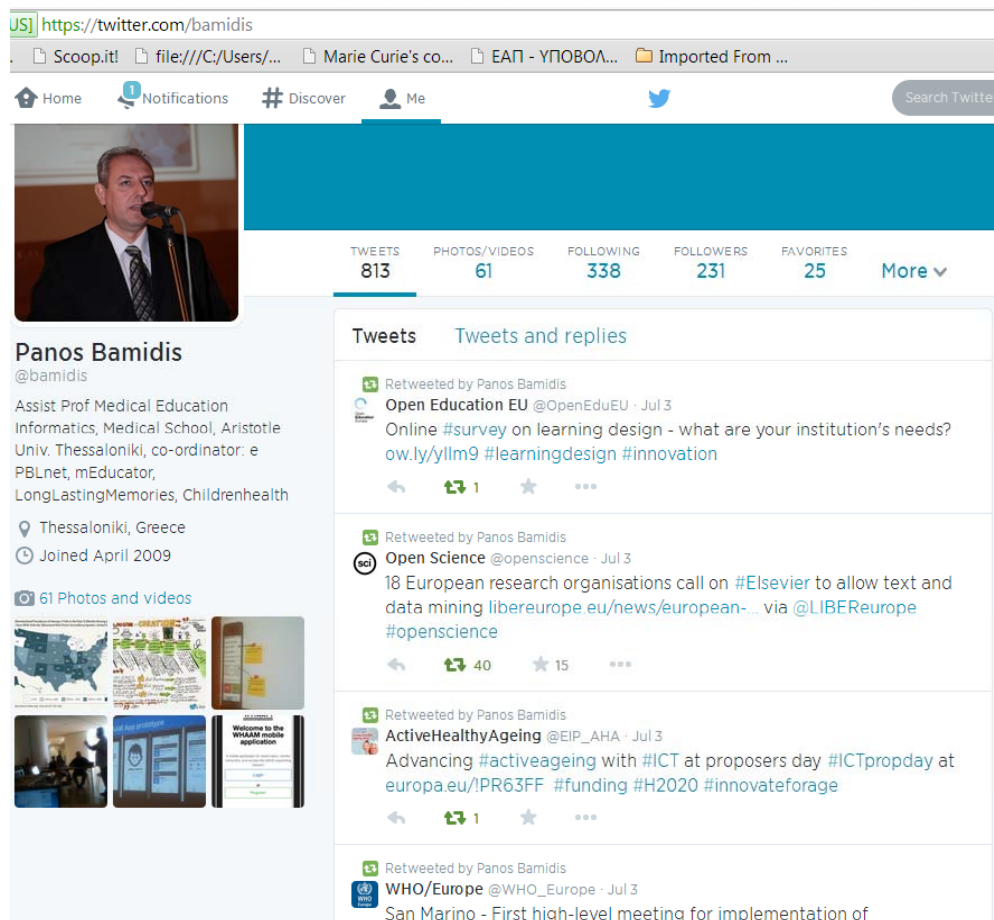 US] https://twitter.com/bamidis
. Scoop.it! file:///C:/Users/... Marie Curie's co... ΕΑΠ - ΥΠΟΒΟΛ... Imported From ...
Home 1 Notifications Discover Me Search Twitte
TWEETS PHOTOS/VIDEOS FOLLOWING FOLLOWERS FAVORITES
813 61 338 231 25 More
Panos Bamidis
@bamidis
Assist Prof Medical Education
Informatics, Medical School, Aristotle
Univ. Thessaloniki, co-ordinator: e
PBLnet, mEducator,
LongLastingMemories, Childrenhealth
Thessaloniki, Greece
Joined April 2009
61 Photos and videos
CREATION
App prototype
Welcome to the
WHAAM mobile
application
Login
or
Register
Tweets Tweets and replies
Retweeted by Panos Bamidis
Open Education EU @OpenEduEU · Jul 3
Online #survey on learning design - what are your institution's needs?
ow.ly/yIlm9 #learningdesign #innovation
1
Retweeted by Panos Bamidis
sci Open Science @openscience · Jul 3
18 European research organisations call on #Elsevier to allow text and
data mining libereurope.eu/news/european-... via @LIBEReurope
#openscience
40 15
Retweeted by Panos Bamidis
ActiveHealthyAgeing @EIP_AHA · Jul 3
Advancing #activeageing with #ICT at proposers day #ICTpropday at
europa.eu/!PR63FF #funding #H2020 #innovateforage
1
Retweeted by Panos Bamidis
WHO/Europe @WHO_Europe · Jul 3
San Marino - First high-level meeting for implementation of